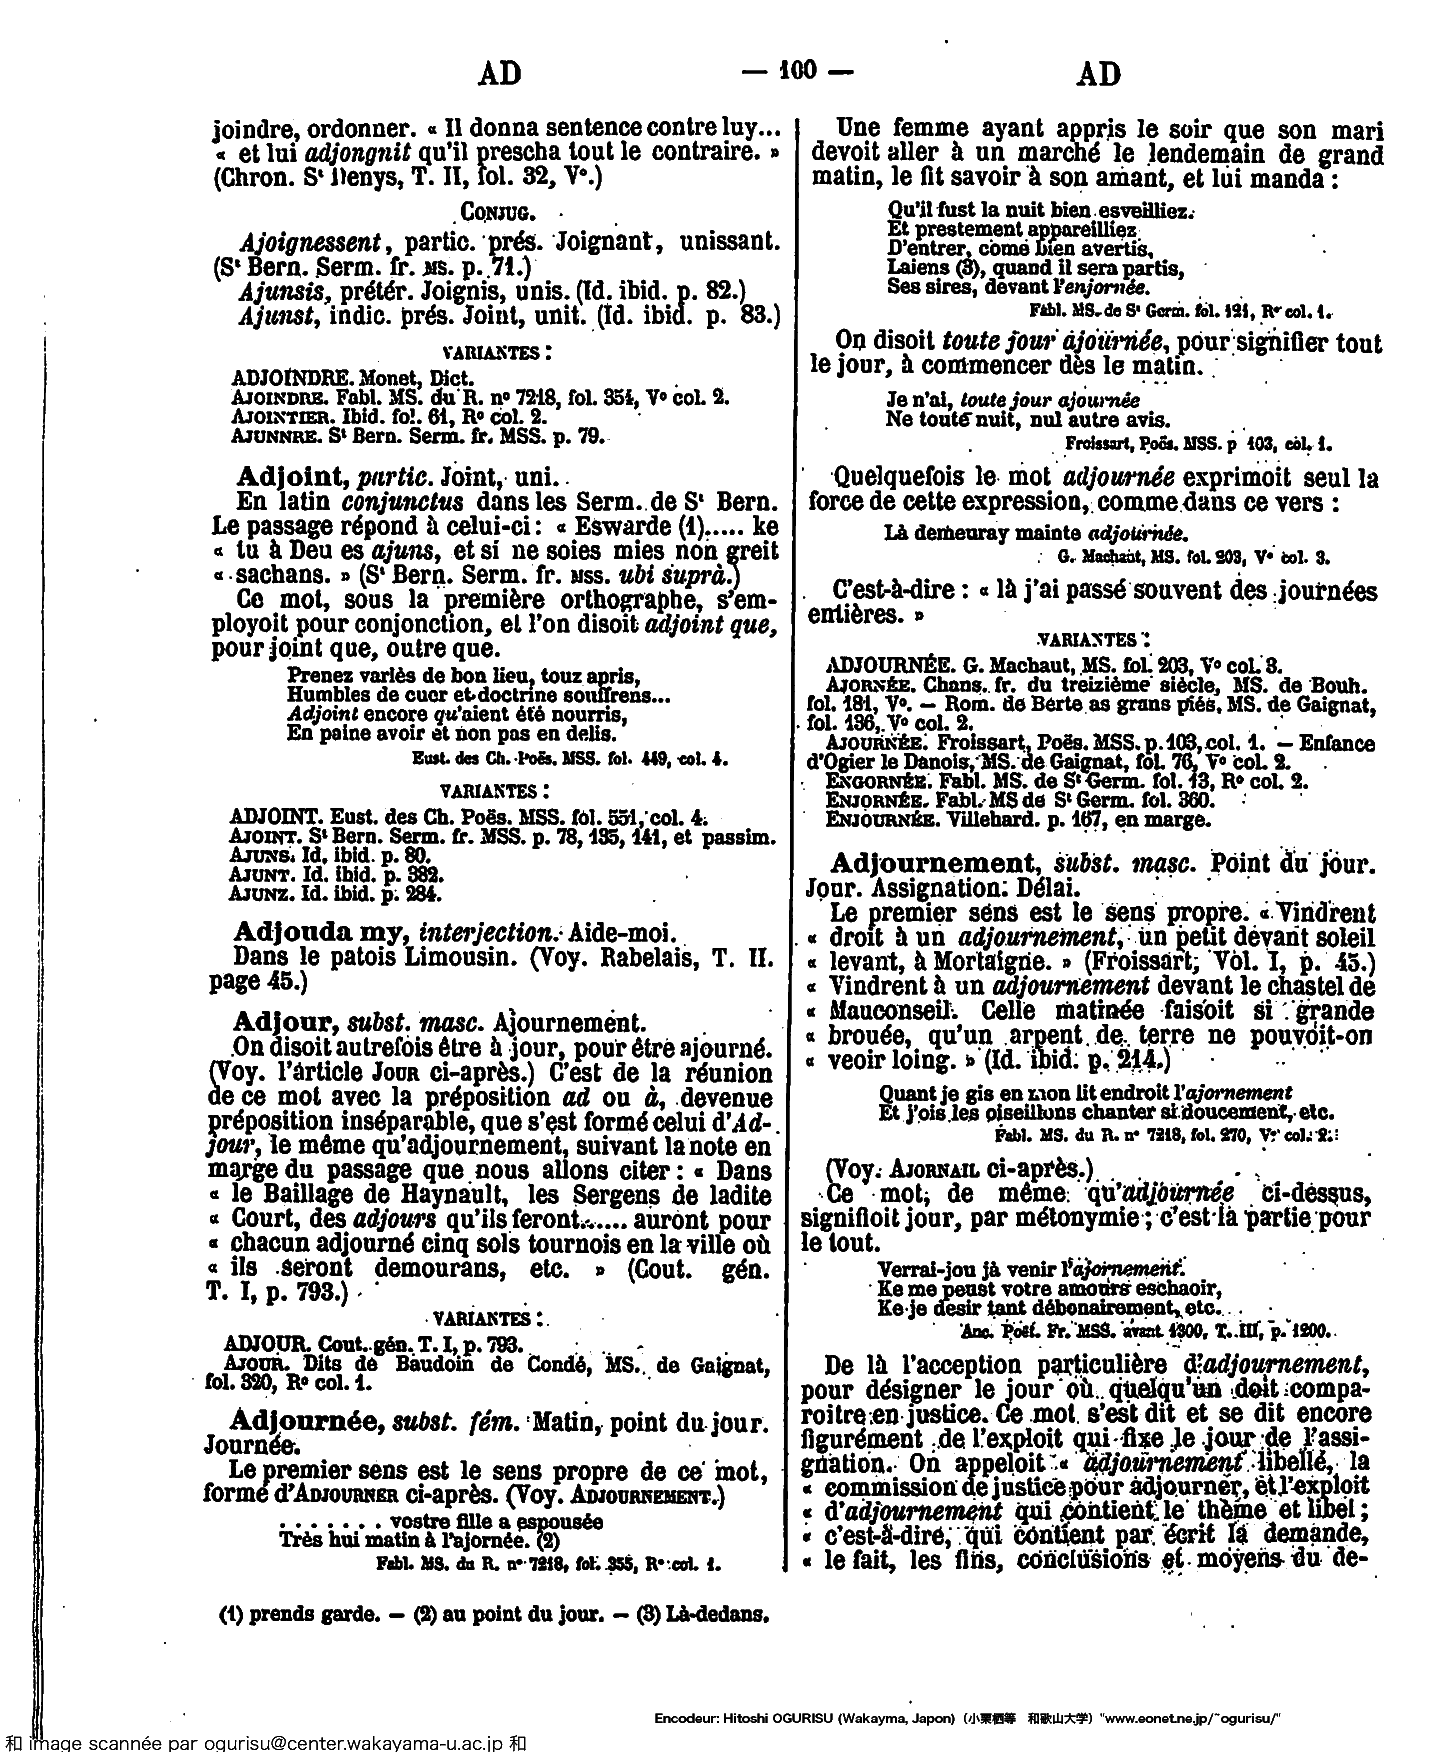 AD — 100 — AD
joindre, ordonner. « Il donna sentence contre luy...
« et lui adjongnit qu'il prescha tout le contraire. »
(Chron. St Denys, T. II, fol. 32, Vo.)
CONJUG.
Ajoignessent, partic. prés. Joignant, unissant.
(St Bern. Serm. fr. MS. p. 71.)
Ajunsis, prétér. Joignis, unis. (Id. ibid. p. 82.)
Ajunst, indic. prés. Joint, unit. (Id. ibid. p. 83.)
VARIANTES :
ADJOINDRE. Monet, Dict.
AJOINDRE. Fabl. MS. du R. no 7218, fol. 354, Vo col. 2.
AJOINTIER. Ibid. fol. 61, Ro col. 2.
AJUNNRE. St Bern. Serm. fr. MSS. p. 79.
Adjoint, partic. Joint, uni.
En latin conjunctus dans les Serm. de St Bern.
Le passage répond à celui-ci : « Eswarde (1)..... ke
« tu à Deu es ajuns, et si ne soies mies non greit
« sachans. » (St Bern. Serm. fr. MSS. ubi suprà.)
Ce mot, sous la première orthographe, s'em-
ployoit pour conjonction, et l'on disoit adjoint que,
pour joint que, outre que.
Prenez varlès de bon lieu, touz apris,
Humbles de cuer et doctrine souffrens...
Adjoint encore qu'aient été nourris,
En paine avoir et non pas en delis.
Eust. des Ch. Poës. MSS. fol. 449, col. 4.
VARIANTES :
ADJOINT. Eust. des Ch. Poës. MSS. fol. 551, col. 4.
AJOINT. St Bern. Serm. fr. MSS. p. 78, 135, 141, et passim.
AJUNS. Id. ibid. p. 80.
AJUNT. Id. ibid. p. 382.
AJUNZ. Id. ibid. p. 284.
Adjouda my, interjection. Aide-moi.
Dans le patois Limousin. (Voy. Rabelais, T. II.
page 45.)
Adjour, subst. masc. Ajournement.
On disoit autrefois être à jour, pour être ajourné.
(Voy. l'article JOUR ci-après.) C'est de la réunion
de ce mot avec la préposition ad ou à, devenue
préposition inséparable, que s'est formé celui d'Ad-
jour, le même qu'adjournement, suivant la note en
marge du passage que nous allons citer : « Dans
« le Baillage de Haynault, les Sergens de ladite
« Court, des adjours qu'ils feront...... auront pour
« chacun adjourné cinq sols tournois en la ville où
« ils seront demourans, etc. » (Cout. gén.
T. I, p. 793.)
VARIANTES :
ADJOUR. Cout. gén. T. I, p. 793.
AJOUR. Dits de Baudoin de Condé, MS. de Gaignat,
fol. 320, Ro col. 1.
Adjournée, subst. fém. Matin, point du jour.
Journée.
Le premier sens est le sens propre de ce mot,
formé d'ADJOURNER ci-après. (Voy. ADJOURNEMENT.)
. . . . . . . vostre fille a espousée
Très hui matin à l'ajornée. (2)
Fabl. MS. du R. no 7218, fol. 355, Ro col. 1.
Une femme ayant appris le soir que son mari
devoit aller à un marché le lendemain de grand
matin, le fit savoir à son amant, et lui manda :
Qu'il fust la nuit bien esveilliez.
Et prestement appareilliez
D'entrer, come bien avertis,
Laiens (3), quand il sera partis,
Ses sires, devant l'enjornée.
Fabl. MS. de St Germ. fol. 121, Ro col. 1.
On disoit toute jour ajournée, pour signifier tout
le jour, à commencer dès le matin.
Je n'ai, toute jour ajournée
Ne toute nuit, nul autre avis.
Froissart, Poës. MSS. p 103, col. 1.
Quelquefois le mot adjournée exprimoit seul la
force de cette expression, comme dans ce vers :
Là demeuray mainte adjournée.
G. Machaut, MS. fol. 203, Vo col. 3.
C'est-à-dire : « là j'ai passé souvent des journées
entières. »
VARIANTES :
ADJOURNÉE. G. Machaut, MS. fol. 203, Vo col. 3.
AJORNÉE. Chans. fr. du treizième siècle, MS. de Bouh.
fol. 181, Vo. — Rom. de Berte as grans piés, MS. de Gaignat,
fol. 136, Vo col. 2.
AJOURNÉE. Froissart, Poës. MSS. p. 103, col. 1. — Enfance
d'Ogier le Danois, MS. de Gaignat, fol. 76, Vo col. 2.
ENGORNÉE. Fabl. MS. de St Germ. fol. 13, Ro col. 2.
ENJORNÉE. Fabl. MS de St Germ. fol. 360.
ENJOURNÉE. Villehard. p. 167, en marge.
Adjournement, subst. masc. Point du jour.
Jour. Assignation. Délai.
Le premier sens est le sens propre. « Vindrent
« droit à un adjournement, un petit devant soleil
« levant, à Mortaigne. » (Froissart, Vol. I, p. 45.)
« Vindrent à un adjournement devant le chastel de
« Mauconseil. Celle matinée faisoit si grande
« brouée, qu'un arpent de terre ne pouvoit-on
« veoir loing. » (Id. ibid. p. 214.)
Quant je gis en mon lit endroit l'ajornement
Et j'ois les oiseillons chanter si doucement, etc.
Fabl. MS. du R. no 7218, fol. 270, Vo col. 2.
(Voy. AJORNAIL ci-après.)
Ce mot, de même qu'adjournée ci-dessus,
signifioit jour, par métonymie ; c'est la partie pour
le tout.
Verrai-jou jà venir l'ajornement.
Ke me peust votre amours eschaoir,
Ke je desir tant débonairement, etc.
Anc. Poës. Fr. MSS. avant 1300, T. III, p. 1200.
De là l'acception particulière d'adjournement,
pour désigner le jour où quelqu'un doit compa-
roitre en justice. Ce mot s'est dit et se dit encore
figurément de l'exploit qui fixe le jour de l'assi-
gnation. On appeloit « adjournement libellé, la
« commission de justice pour adjourner, et l'exploit
« d'adjournement qui contient le thème et libel ;
« c'est-à-dire, qui contient par écrit la demande,
« le fait, les fins, conclusions et moyens du de-
(1) prends garde. — (2) au point du jour. — (3) Là-dedans.
Encodeur: Hitoshi OGURISU (Wakayma, Japon) (小栗栖等 和歌山大学) "www.eonet.ne.jp/~ogurisu/"
和 image scannée par ogurisu@center.wakayama-u.ac.jp 和